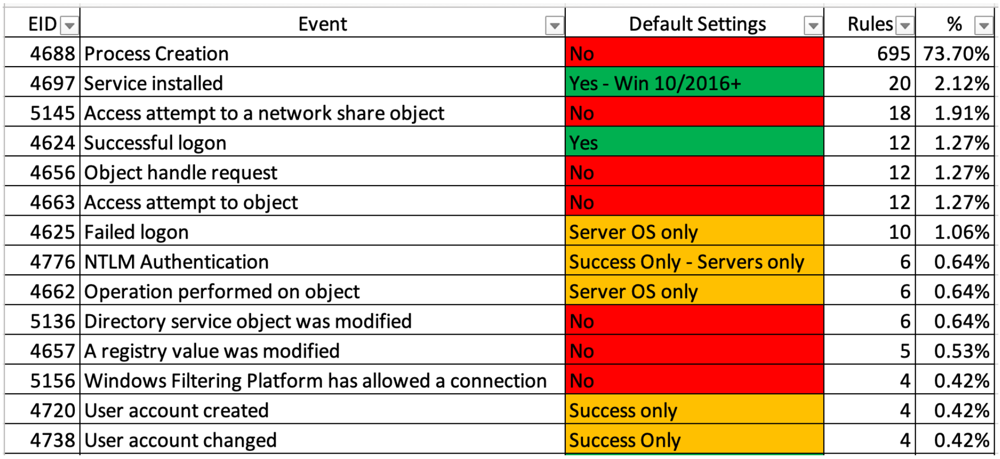 EID Event Default Settings Rules %
4688 Process Creation No 695 73.70%
4697 Service installed Yes - Win 10/2016+ 20 2.12%
5145 Access attempt to a network share object No 18 1.91%
4624 Successful logon Yes 12 1.27%
4656 Object handle request No 12 1.27%
4663 Access attempt to object No 12 1.27%
4625 Failed logon Server OS only 10 1.06%
4776 NTLM Authentication Success Only - Servers only 6 0.64%
4662 Operation performed on object Server OS only 6 0.64%
5136 Directory service object was modified No 6 0.64%
4657 A registry value was modified No 5 0.53%
5156 Windows Filtering Platform has allowed a connection No 4 0.42%
4720 User account created Success only 4 0.42%
4738 User account changed Success Only 4 0.42%